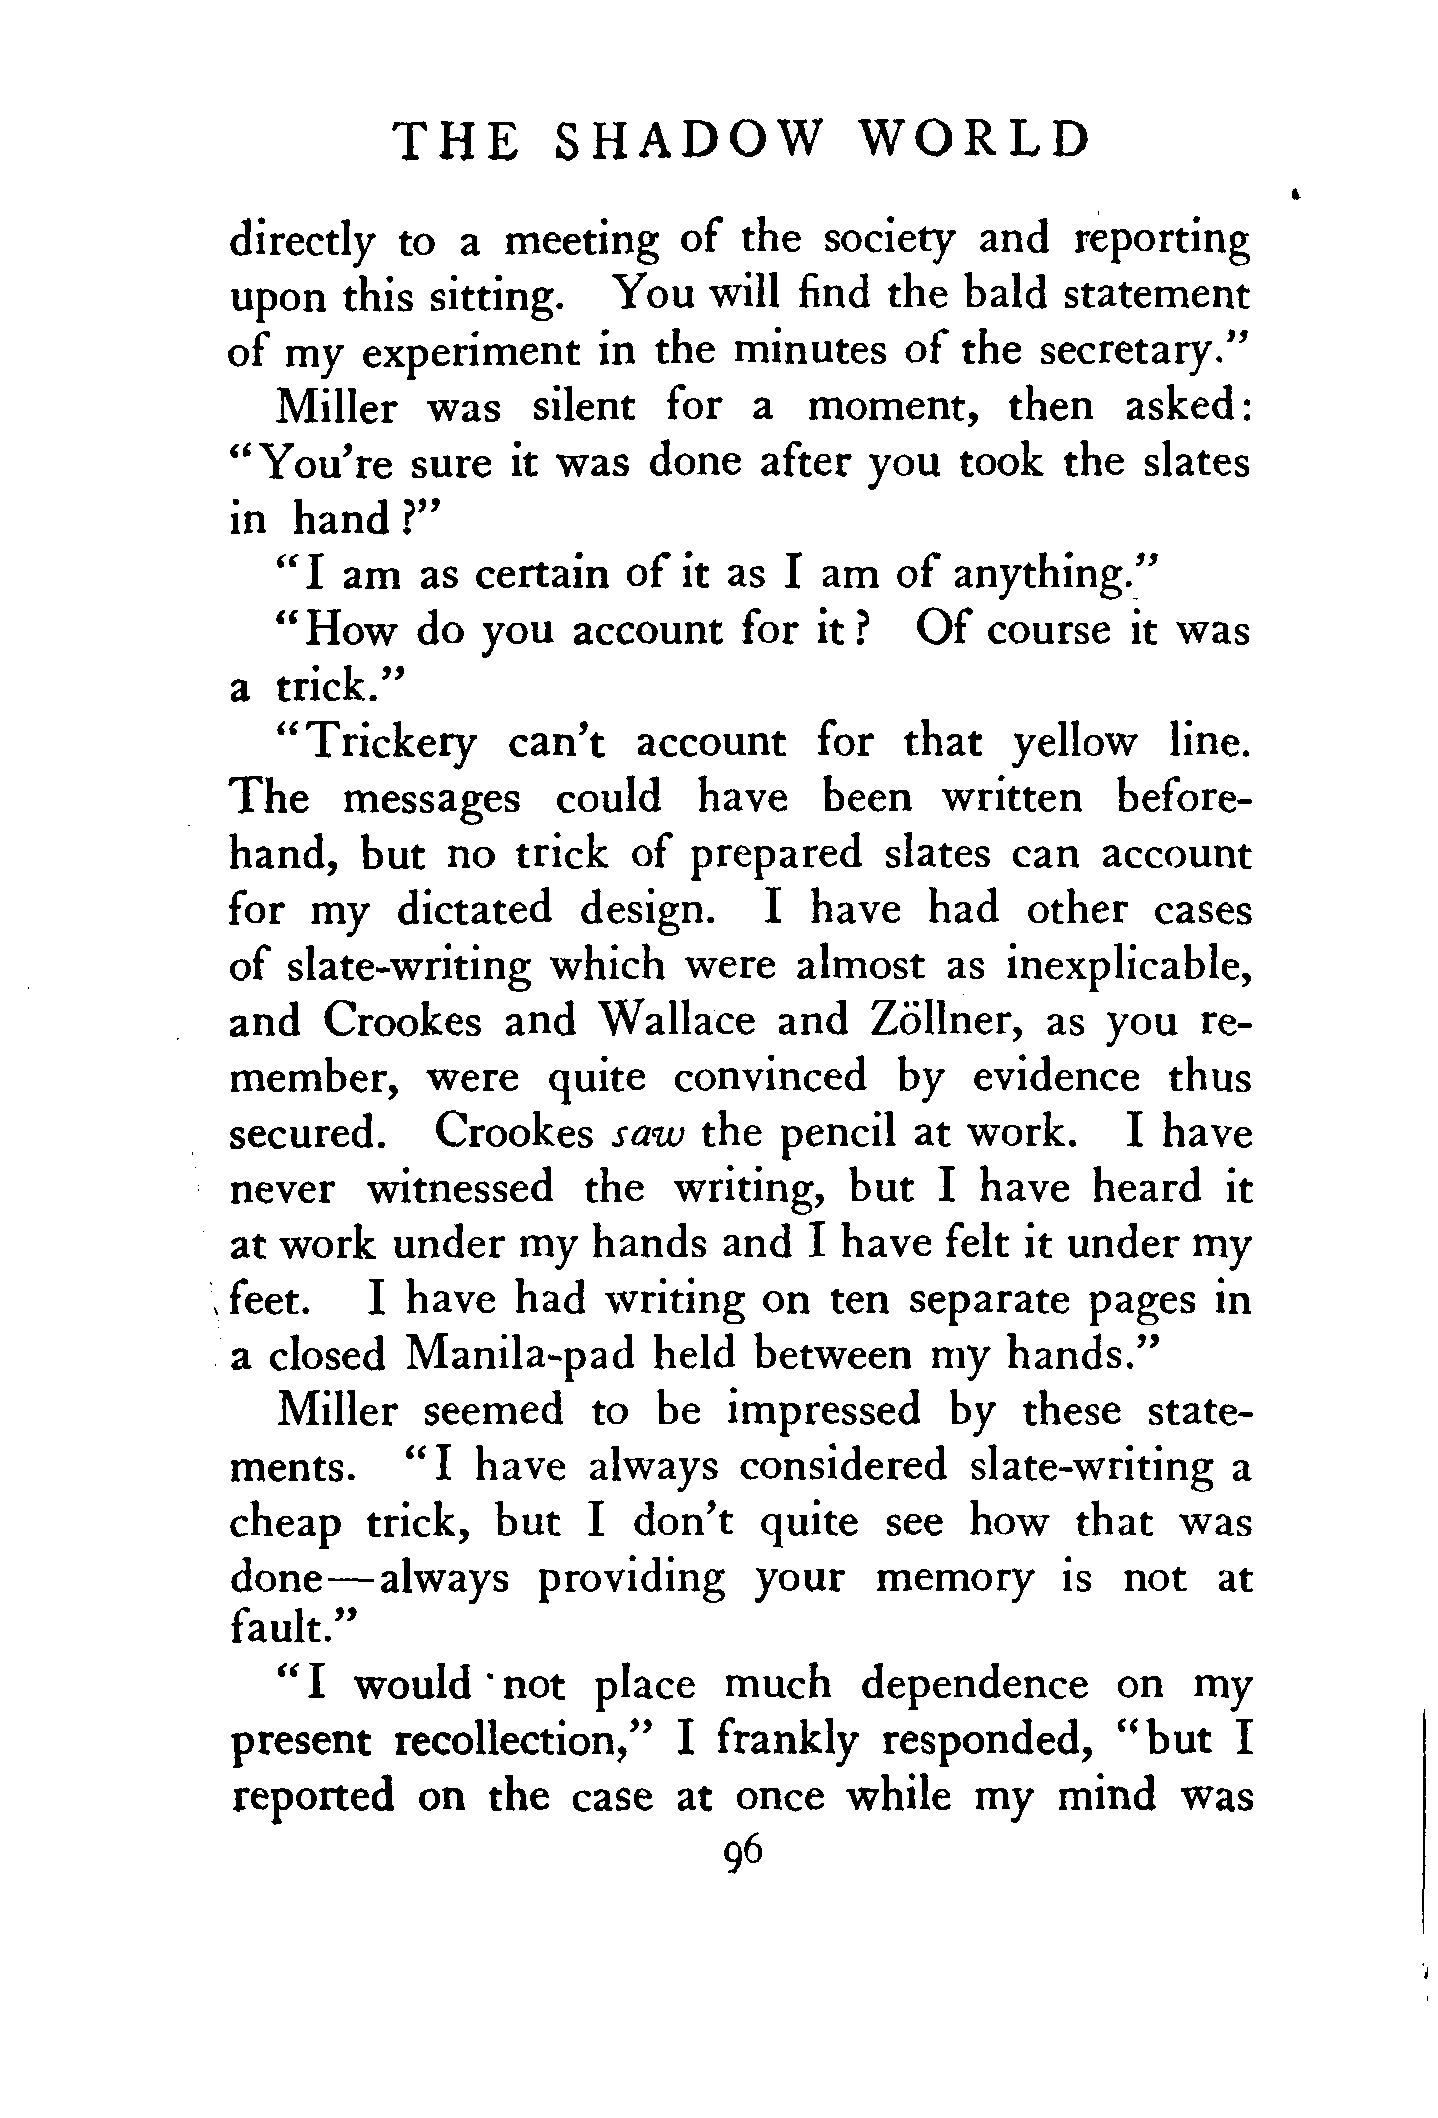 THE SHADOW WORLD
directly to a meeting of the society and reporting
upon this sitting. You will find the bald statement
of my experiment in the minutes of the secretary."
Miller was silent for a moment, then asked:
"You're sure it was done after you took the slates
in hand?"
"I am as certain of it as I am of anything."
"How do you account for it? Of course it was
a trick."
"Trickery can't account for that yellow line.
The messages could have been written before-
hand, but no trick of prepared slates can account
for my dictated design. I have had other cases
of slate-writing which were almost as inexplicable,
and Crookes and Wallace and Zöllner, as you re-
member, were quite convinced by evidence thus
secured. Crookes saw the pencil at work. I have
never witnessed the writing, but I have heard it
at work under my hands and I have felt it under my
feet. I have had writing on ten separate pages in
a closed Manila-pad held between my hands."
Miller seemed to be impressed by these state-
ments. "I have always considered slate-writing a
cheap trick, but I don't quite see how that was
done—always providing your memory is not at
fault."
"I would not place much dependence on my
present recollection," I frankly responded, "but I
reported on the case at once while my mind was
96